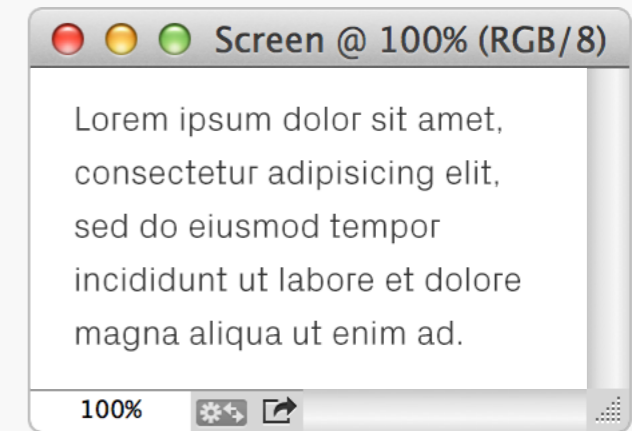 Screen @ 100% (RGB/8)
Lorem ipsum dolor sit amet,
consectetur adipisicing elit,
sed do eiusmod tempor
incididunt ut labore et dolore
magna aliqua ut enim ad.
100%